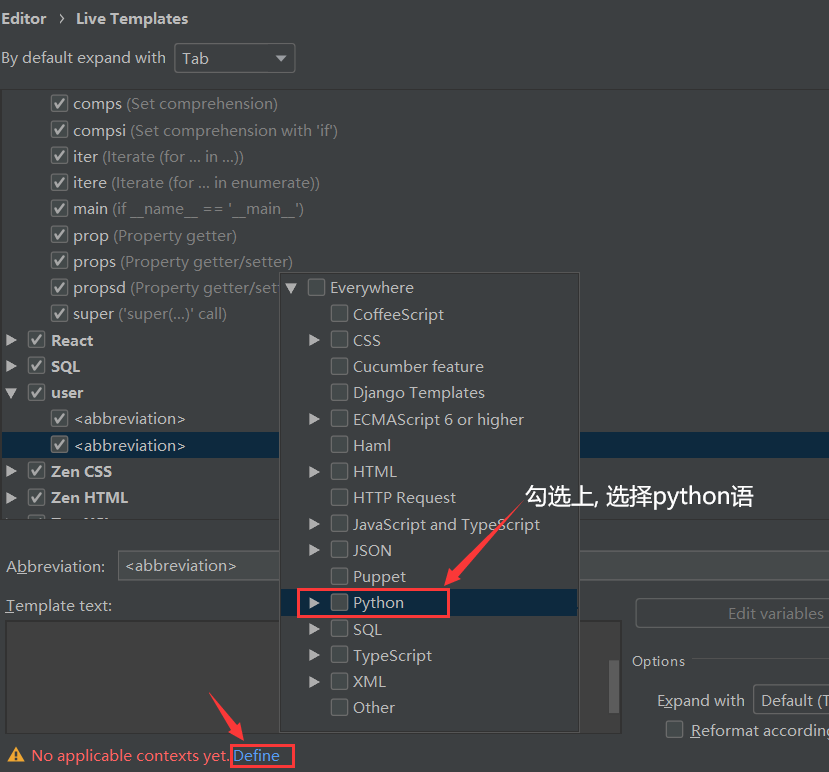 Editor › Live Templates
By default expand with Tab
comps (Set comprehension)
compsi (Set comprehension with 'if')
iter (Iterate (for ... in ...))
itere (Iterate (for ... in enumerate))
main (if __name__ == '__main__')
prop (Property getter)
props (Property getter/setter)
propsd (Property getter/set
super ('super(...)' call)
React
SQL
user
<abbreviation>
<abbreviation>
Zen CSS
Zen HTML
Everywhere
CoffeeScript
CSS
Cucumber feature
Django Templates
ECMAScript 6 or higher
Haml
HTML
HTTP Request
JavaScript and TypeScript
JSON
Puppet
Python
SQL
TypeScript
XML
Other
勾选上, 选择python语
Abbreviation: <abbreviation>
Template text:
Edit variables
Options
Expand with Default (T
Reformat according
No applicable contexts yet. Define